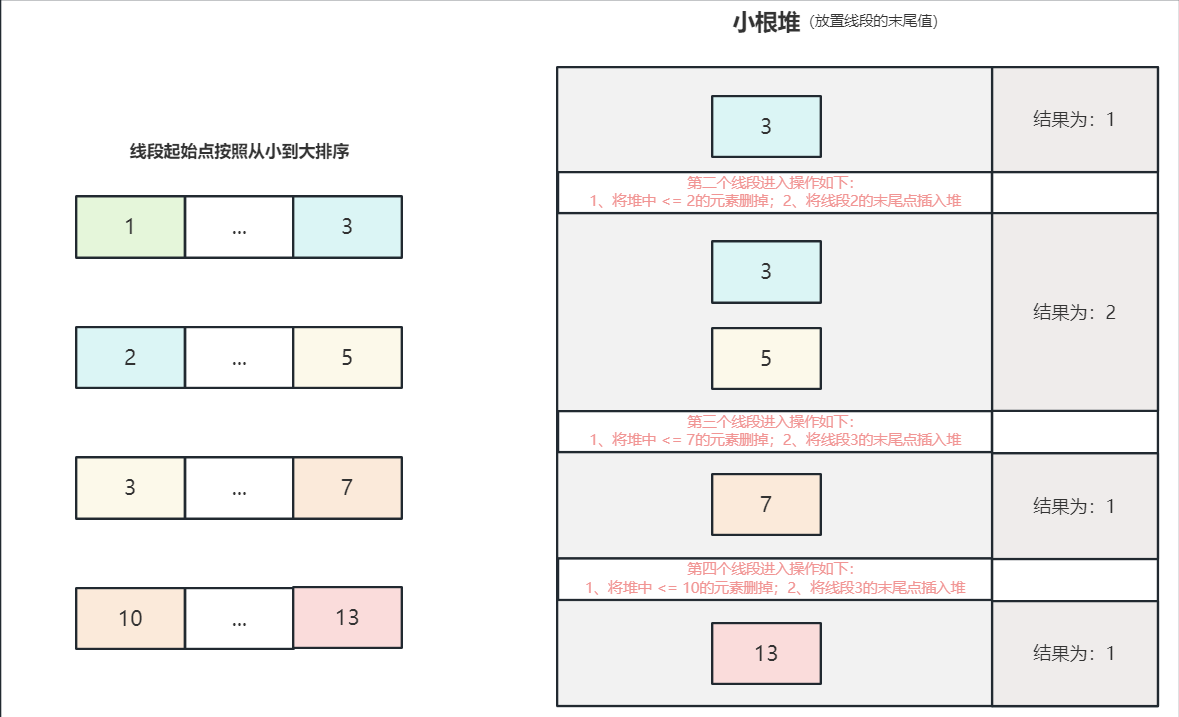 小根堆（放置线段的末尾值）
线段起始点按照从小到大排序
1 ... 3
2 ... 5
3 ... 7
10 ... 13
3
结果为：1
第二个线段进入操作如下：
1、将堆中 <= 2的元素删掉；2、将线段2的末尾点插入堆
3
5
结果为：2
第三个线段进入操作如下：
1、将堆中 <= 7的元素删掉；2、将线段3的末尾点插入堆
7
结果为：1
第四个线段进入操作如下：
1、将堆中 <= 10的元素删掉；2、将线段3的末尾点插入堆
13
结果为：1